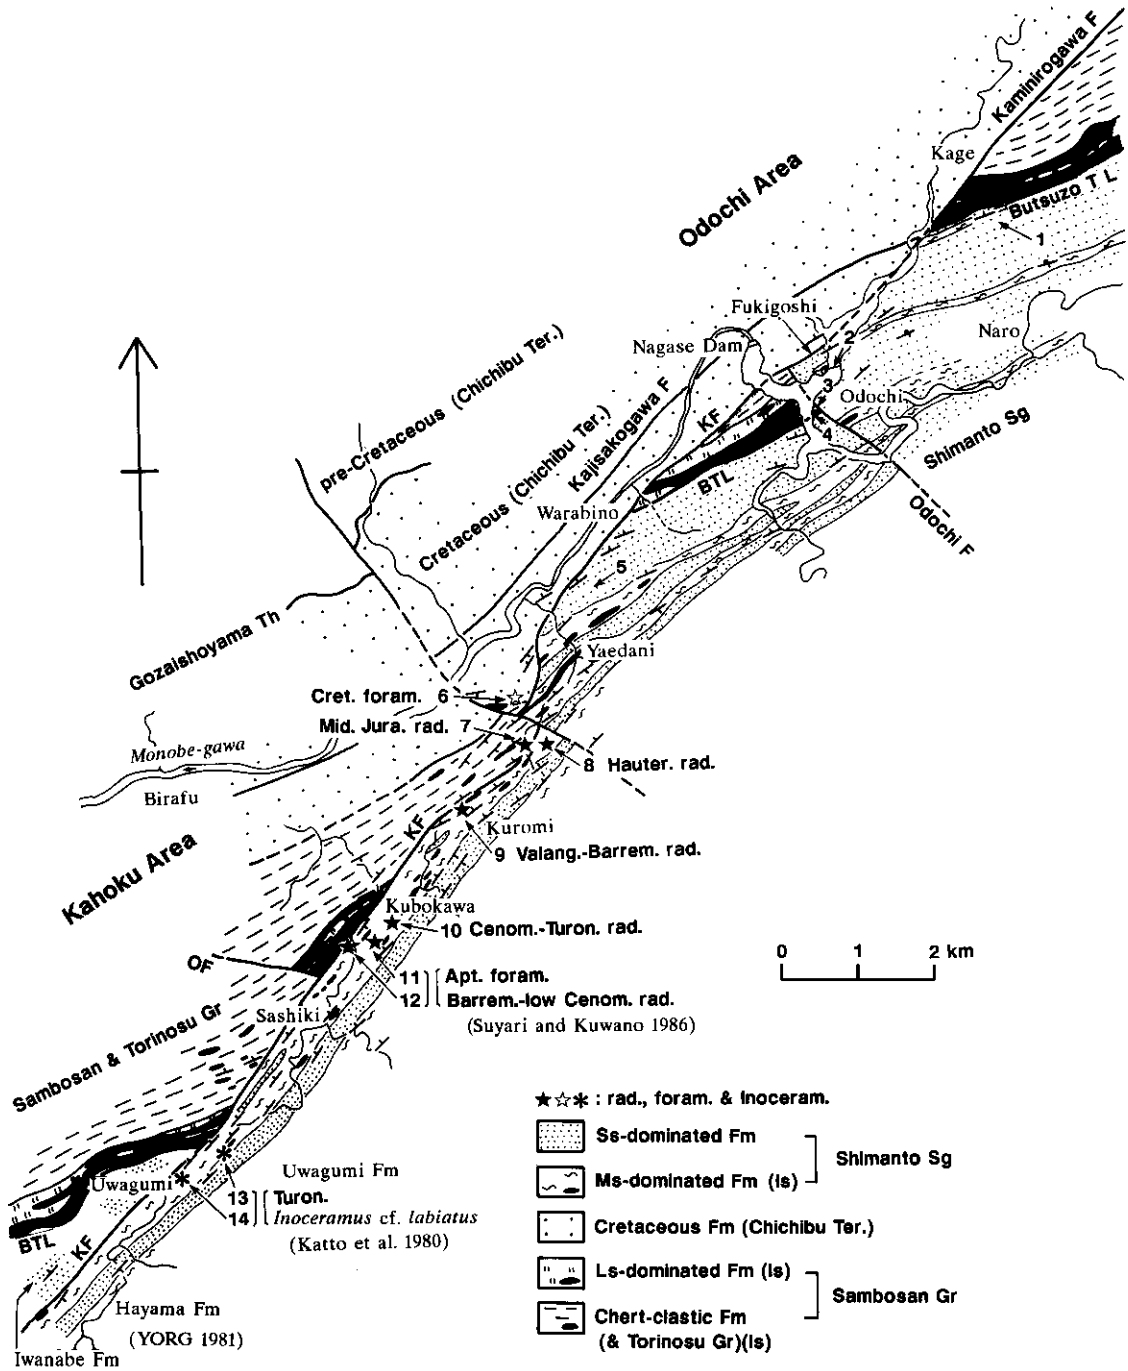 Kaminirogawa F
Kage
Odochi Area
Butsuzo T L
1
Fukigoshi
Naro
Nagase Dam
2
3
Odochi
4
pre-Cretaceous (Chichibu Ter.)
Kajisakogawa F
KF
Shimanto Sg
Cretaceous (Chichibu Ter.)
BTL
Warabino
Odochi F
5
Gozaishoyama Th
Yaedani
Cret. foram. 6
Mid. Jura. rad. 7
Monobe-gawa
8 Hauter. rad.
Birafu
KF
Kuromi
9 Valang.-Barrem. rad.
Kahoku Area
Kubokawa
10 Cenom.-Turon. rad.
OF
11 Apt. foram.
12 Barrem.-low Cenom. rad.
(Suyari and Kuwano 1986)
Sashiki
0 1 2 km
Sambosan & Torinosu Gr
★☆* : rad., foram. & Inoceram.
Ss-dominated Fm
Shimanto Sg
Ms-dominated Fm (ls)
Uwagumi Fm
Uwagumi
13 Turon.
14 Inoceramus cf. labiatus
(Katto et al. 1980)
Cretaceous Fm (Chichibu Ter.)
BTL
KF
Ls-dominated Fm (ls)
Sambosan Gr
Hayama Fm
(YORG 1981)
Chert-clastic Fm
(& Torinosu Gr)(ls)
Iwanabe Fm